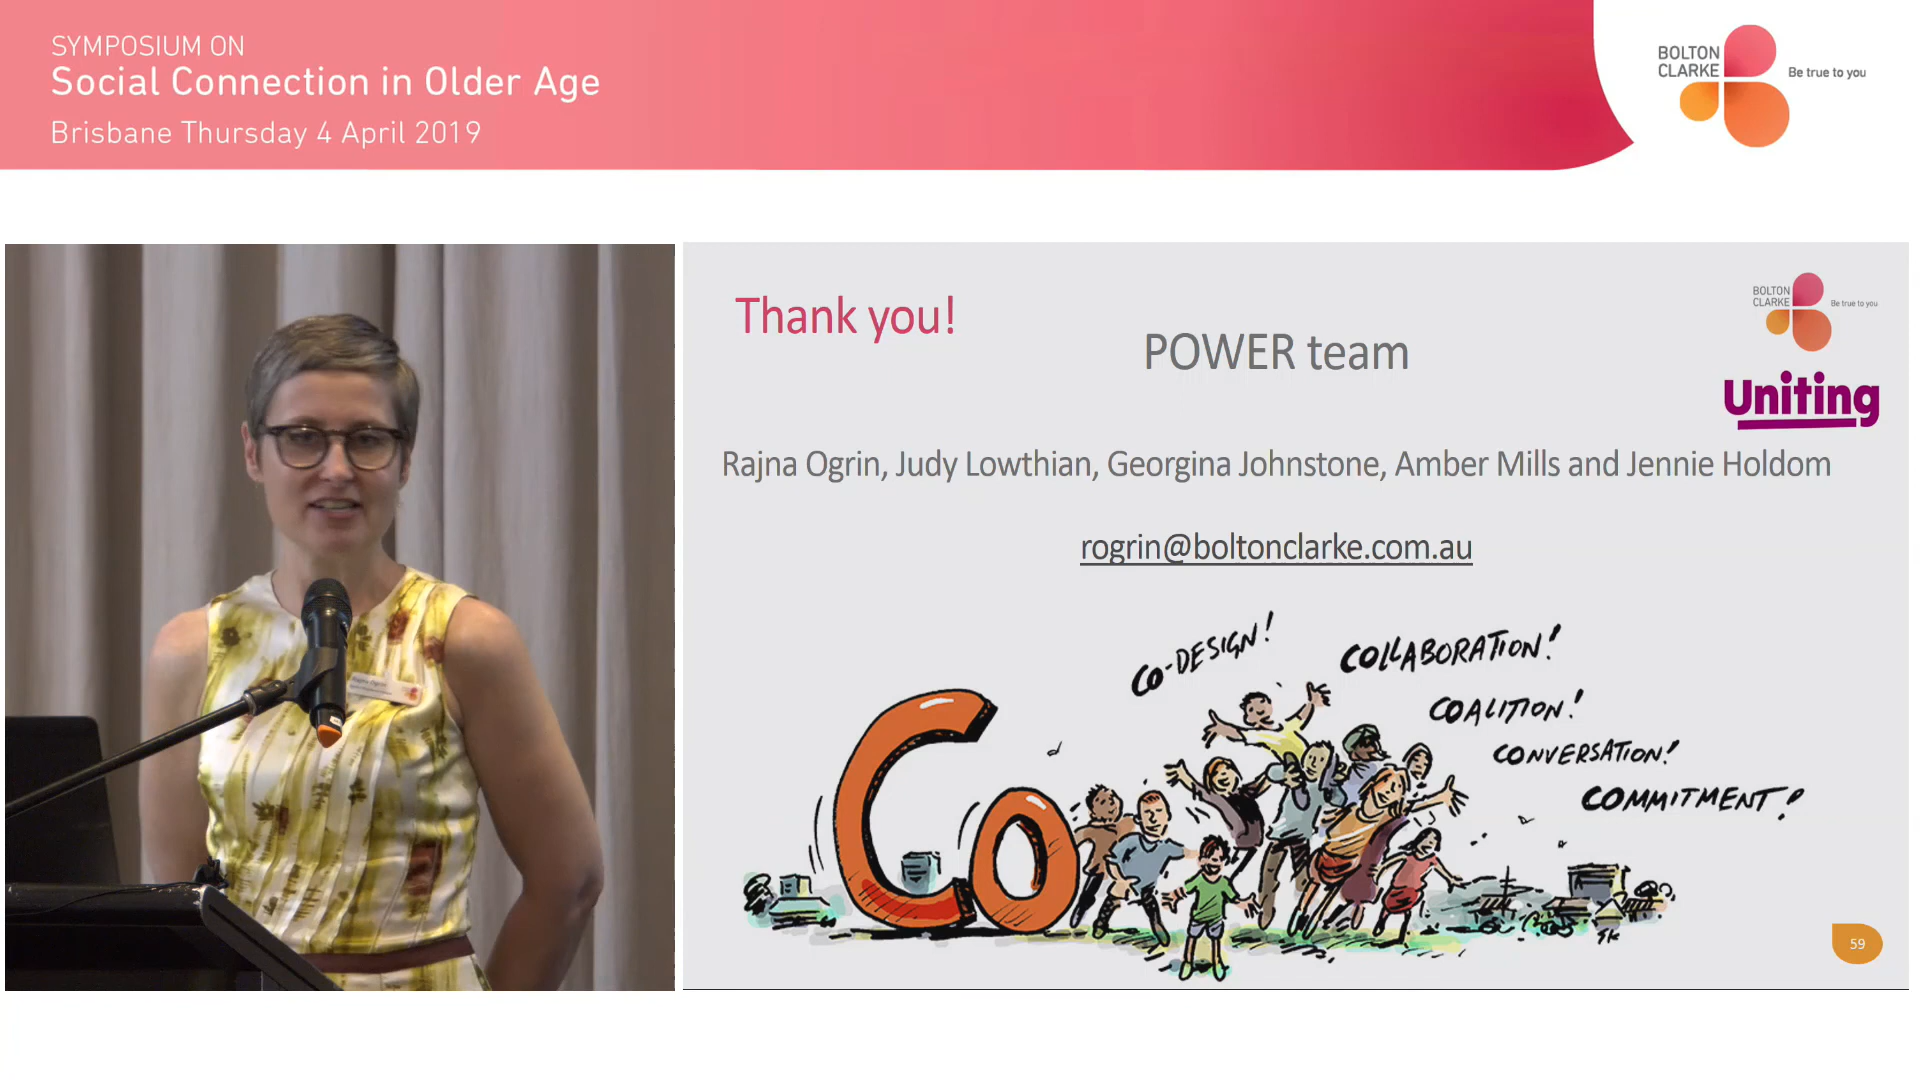 SYMPOSIUM ON
Social Connection in Older Age
Brisbane Thursday 4 April 2019
BOLTON
CLARKE
Be true to you
Thank you!
POWER team
BOLTON
CLARKE
Be true to you
Uniting
Rajna Ogrin, Judy Lowthian, Georgina Johnstone, Amber Mills and Jennie Holdom
rogrin@boltonclarke.com.au
CO-DESIGN!
COLLABORATION!
COALITION!
CONVERSATION!
COMMITMENT!
Co
59
Rajna Ogrin